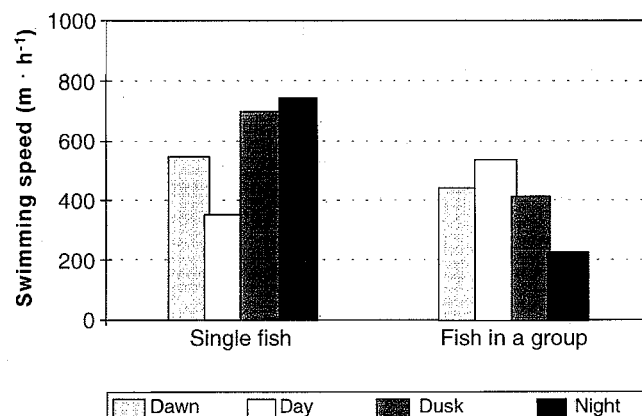 Swimming speed (m · h⁻¹)
1000
800
600
400
200
0
Single fish
Fish in a group
Dawn
Day
Dusk
Night